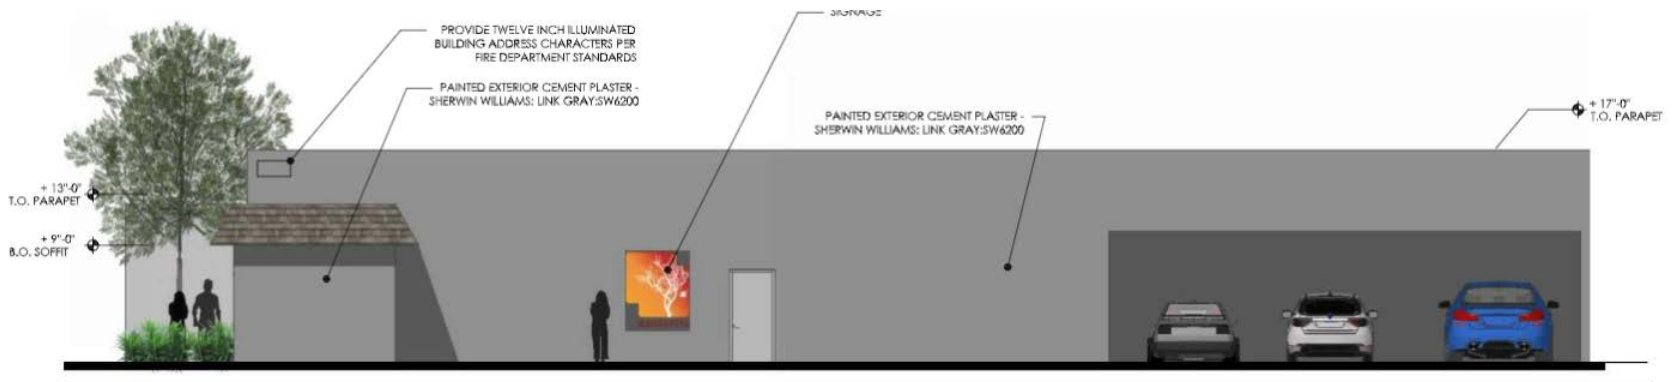 SIGNAGE
PROVIDE TWELVE INCH ILLUMINATED
BUILDING ADDRESS CHARACTERS PER
FIRE DEPARTMENT STANDARDS
PAINTED EXTERIOR CEMENT PLASTER -
SHERWIN WILLIAMS: LINK GRAY:SW6200
PAINTED EXTERIOR CEMENT PLASTER -
SHERWIN WILLIAMS: LINK GRAY:SW6200
+ 17"-0"
T.O. PARAPET
+ 13"-0"
T.O. PARAPET
+ 9"-0"
B.O. SOFFIT